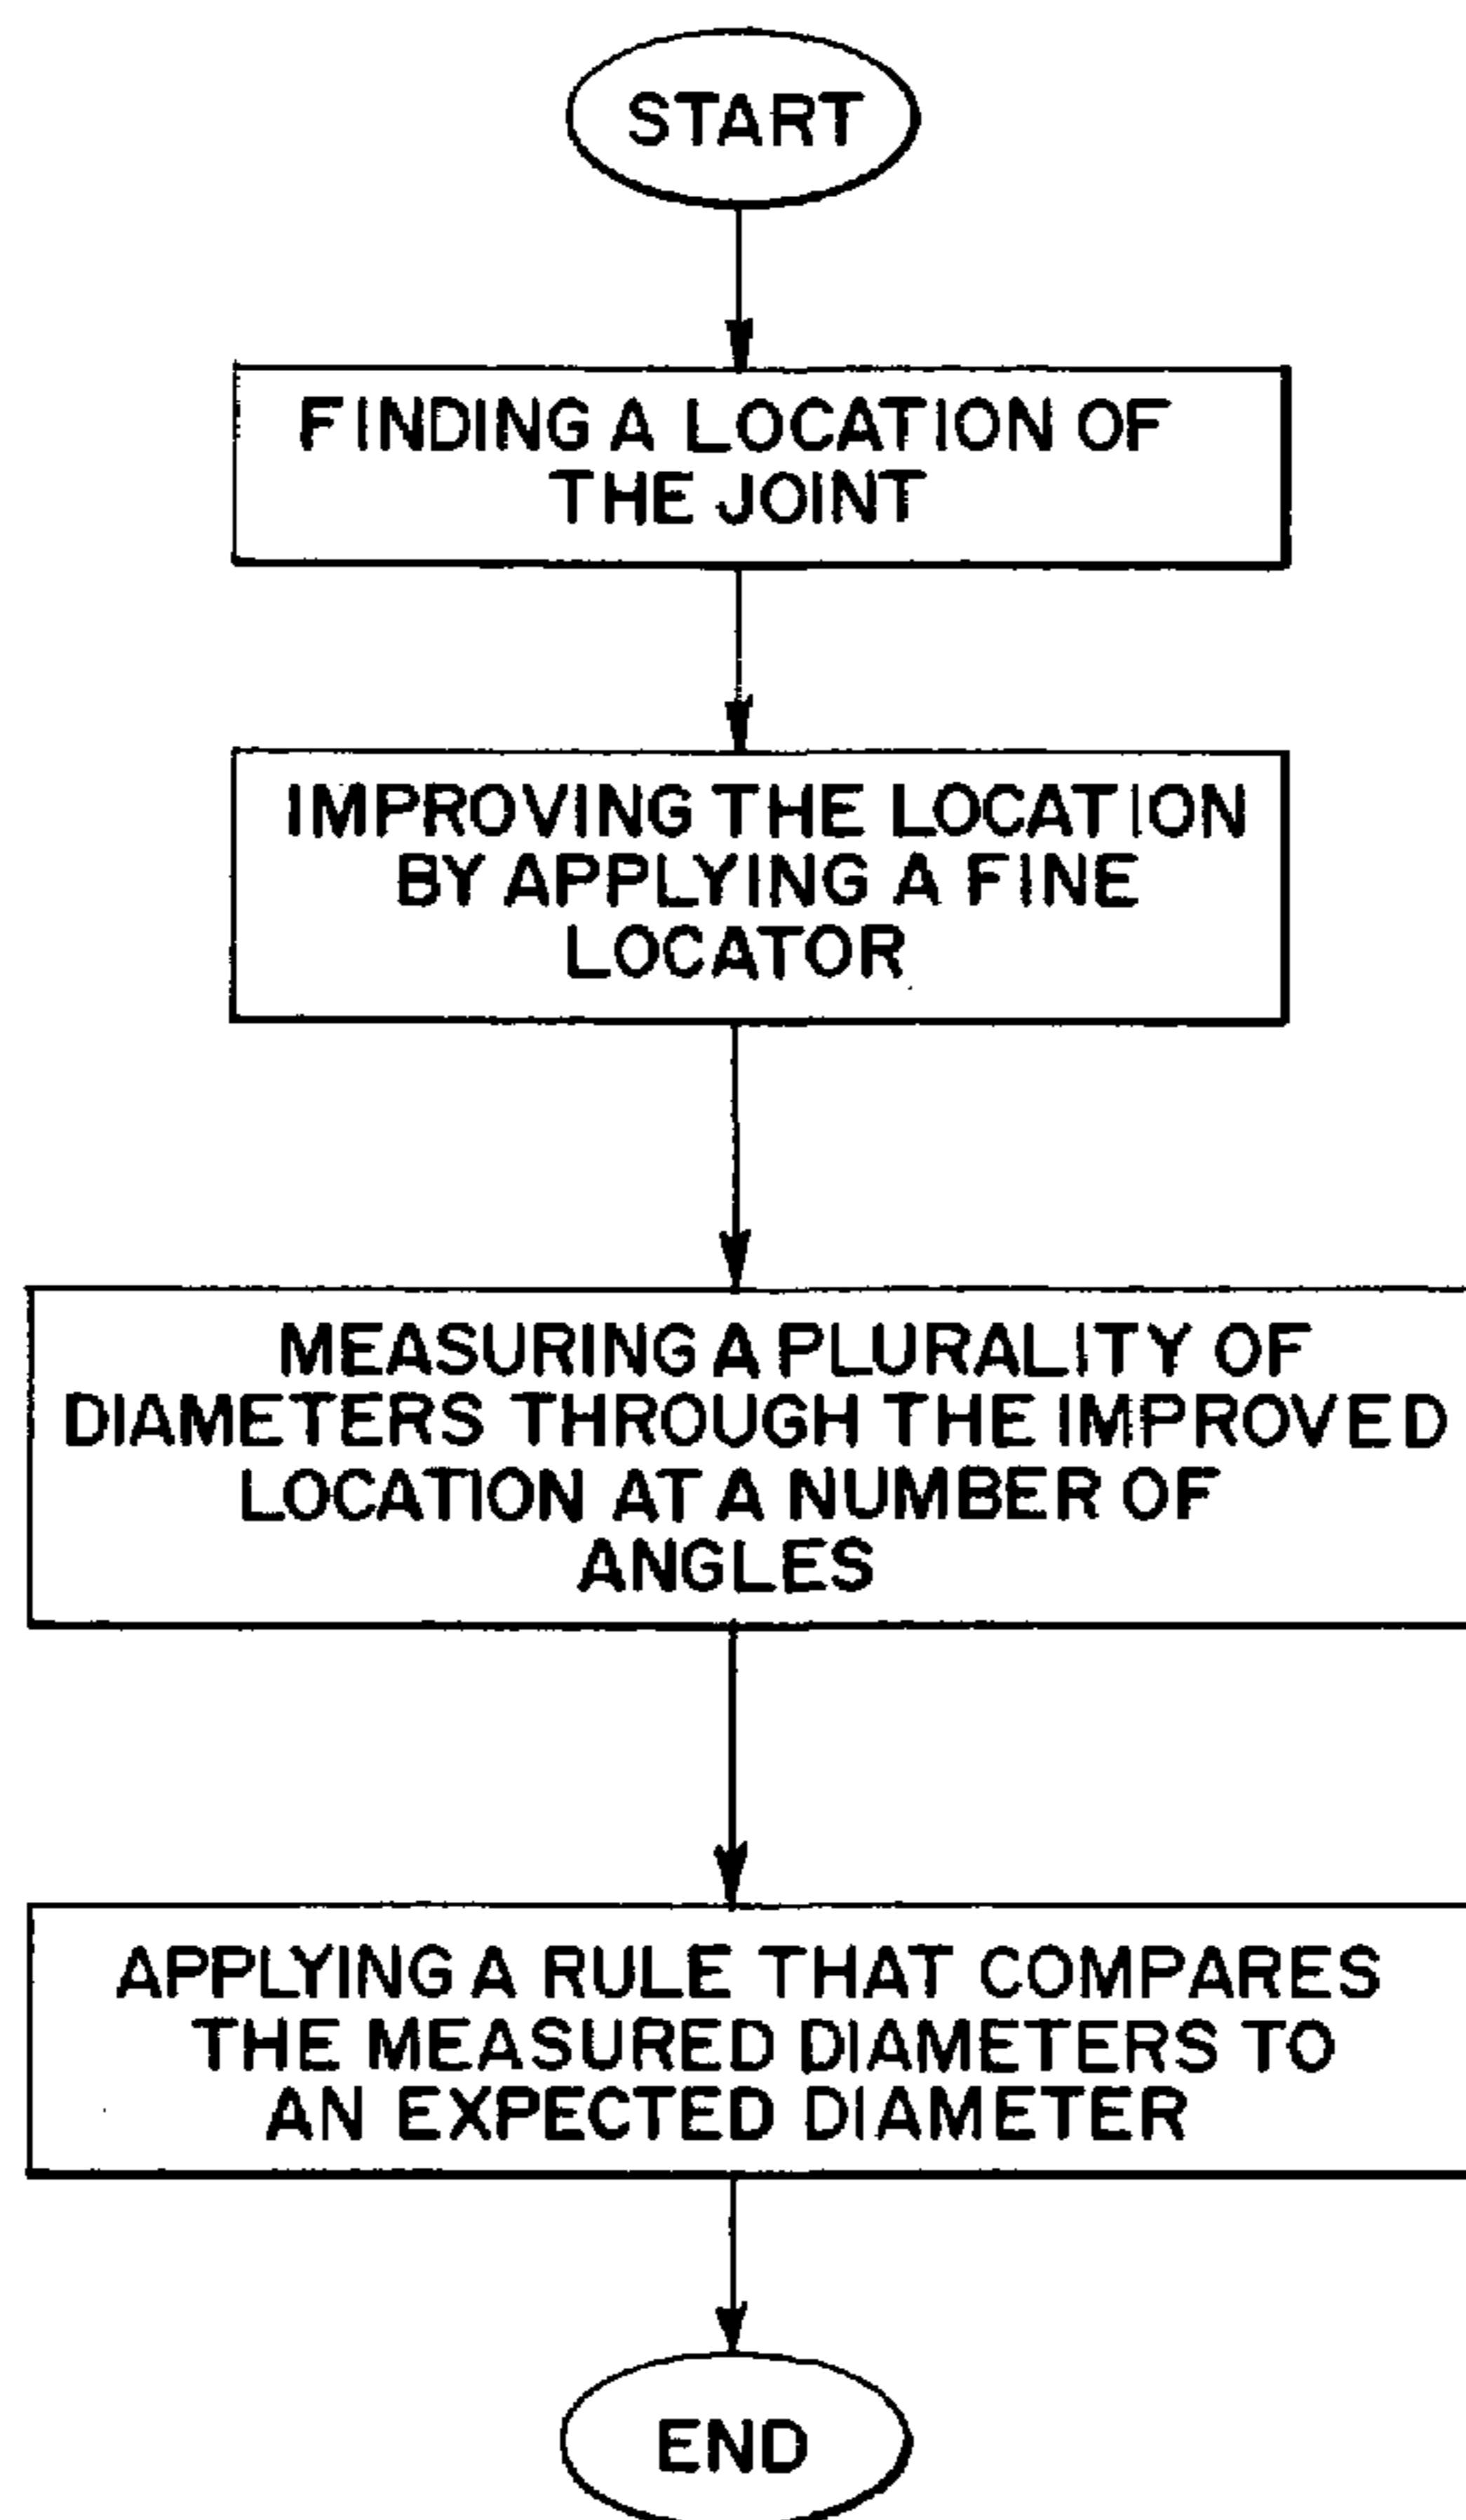 START
FINDING A LOCATION OF
THE JOINT
IMPROVING THE LOCATION
BY APPLYING A FINE
LOCATOR
MEASURING A PLURALITY OF
DIAMETERS THROUGH THE IMPROVED
LOCATION AT A NUMBER OF
ANGLES
APPLYING A RULE THAT COMPARES
THE MEASURED DIAMETERS TO
AN EXPECTED DIAMETER
END